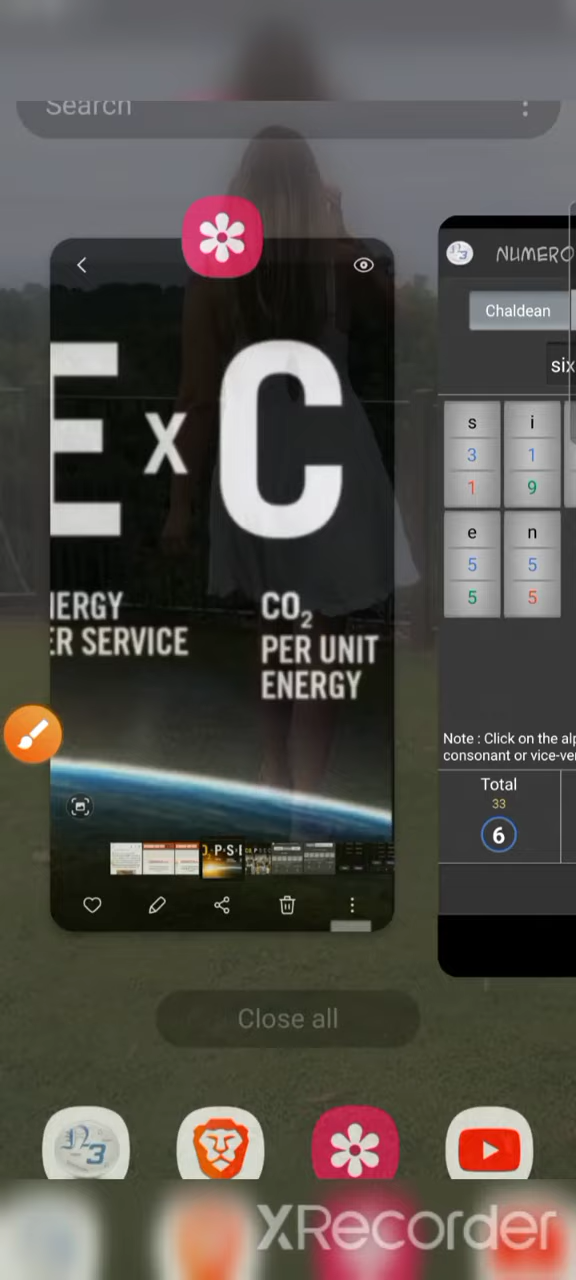 Search
E x C
ERGY
ER SERVICE
CO₂
PER UNIT
ENERGY
O·P·S·
NUMERO
Chaldean
six
s i
3 1
1 9
e n
5 5
5 5
Note : Click on the alp
consonant or vice-ver
Total
33
6
Close all
XRecorder